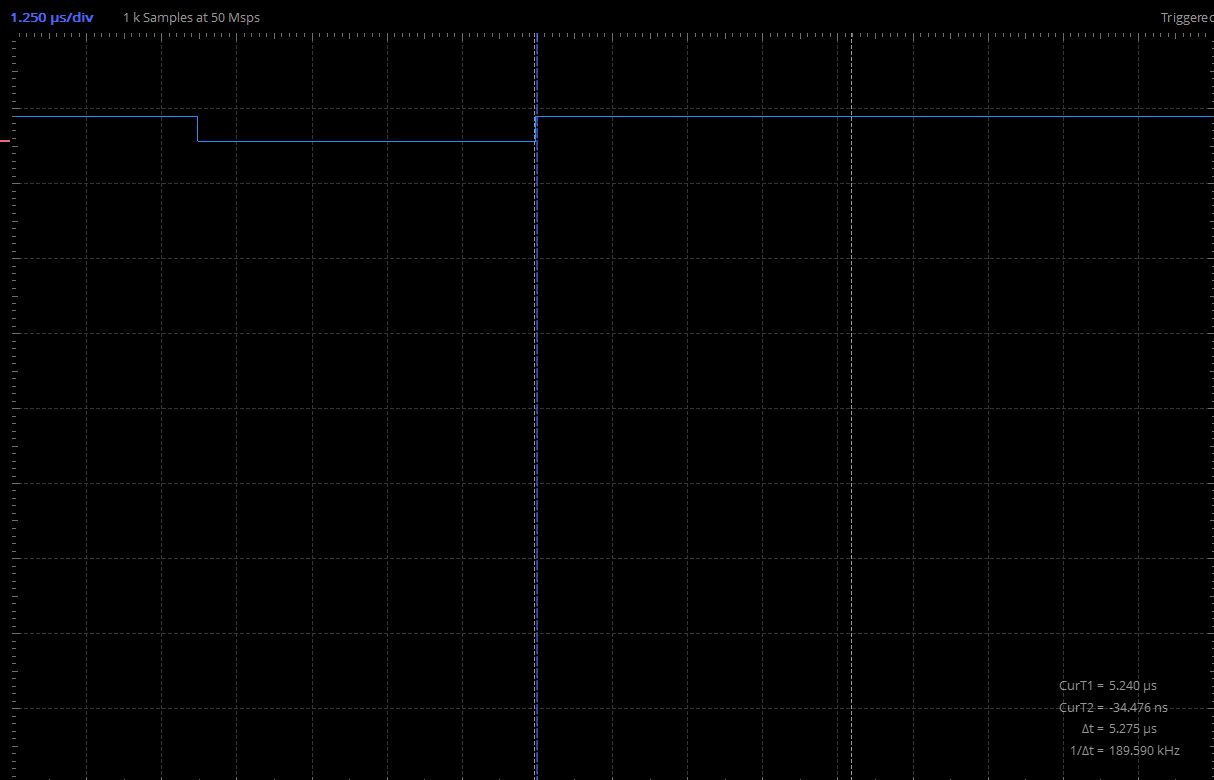 1.250 µs/div 1 k Samples at 50 Msps Triggered
CurT1 = 5.240 µs
CurT2 = -34.476 ns
Δt = 5.275 µs
1/Δt = 189.590 kHz